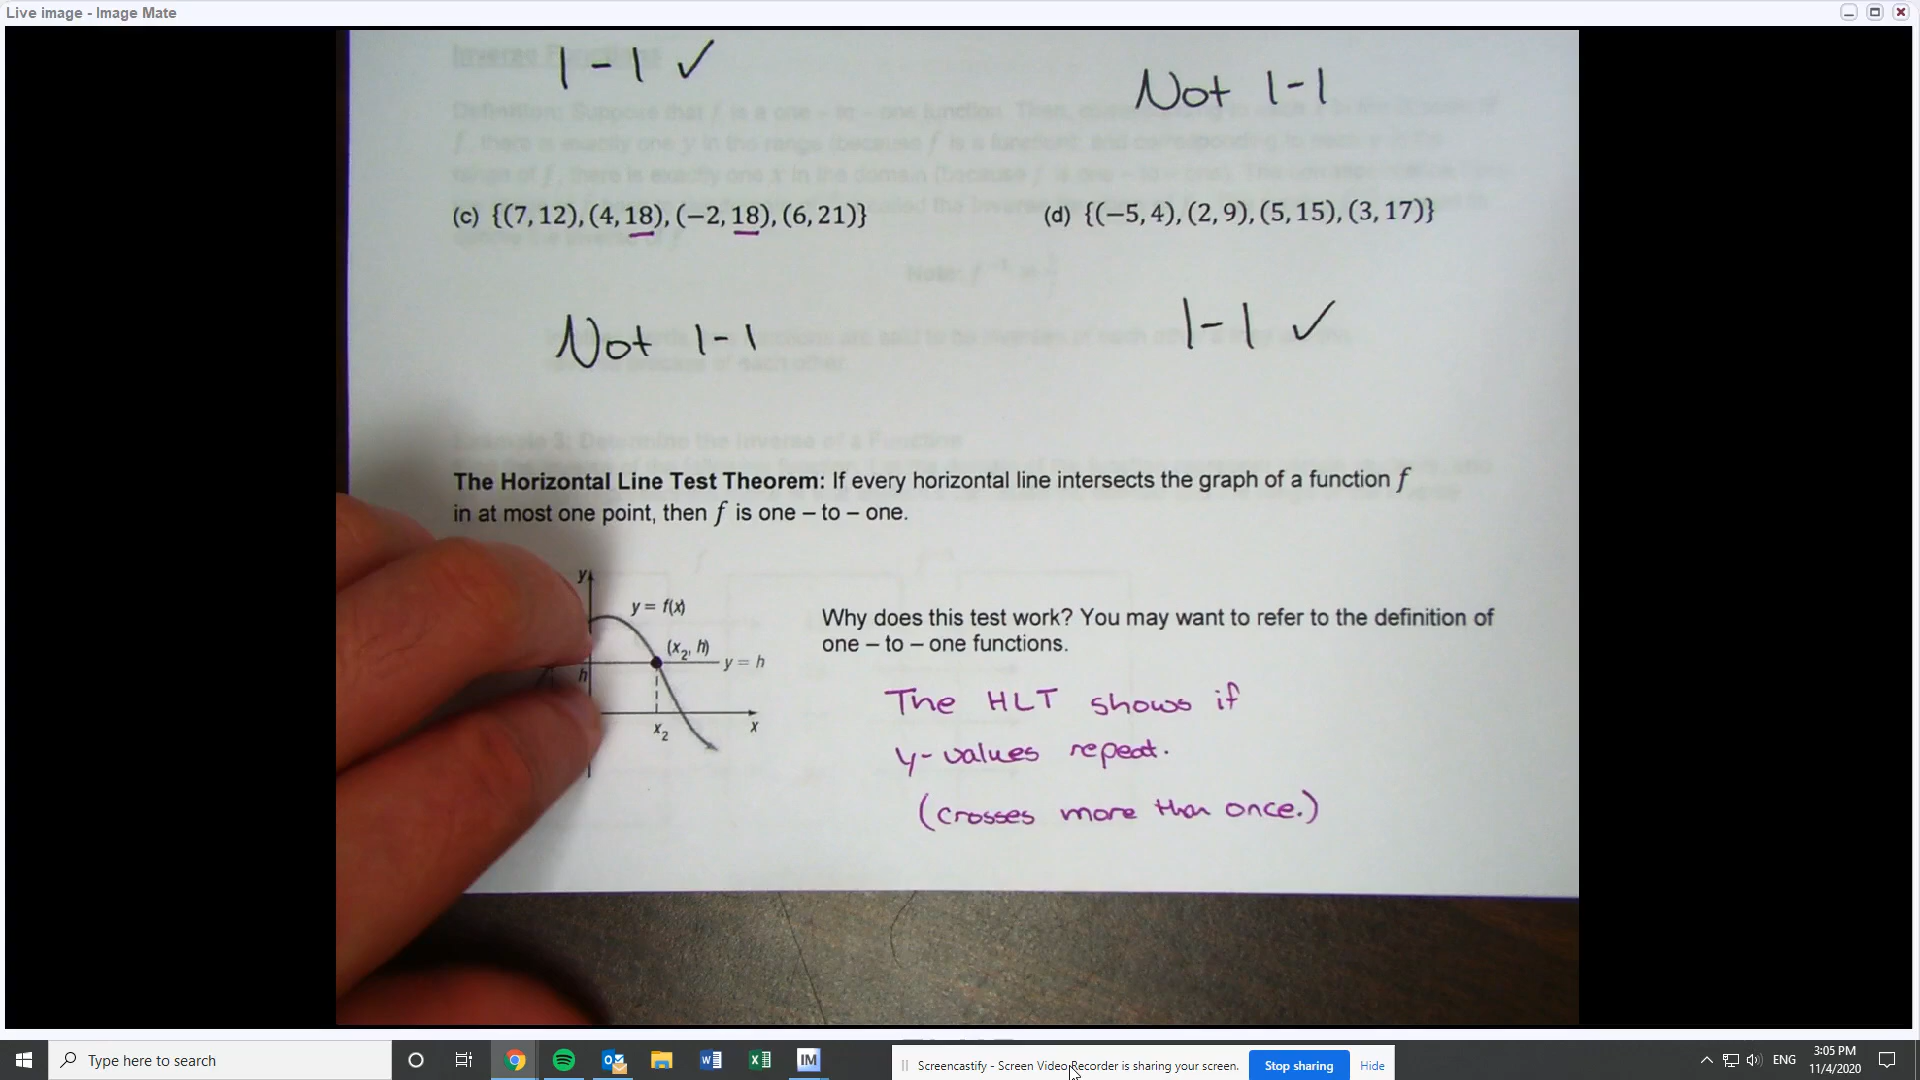 Live image - Image Mate
1-1 ✓
Not 1-1
Inverse Functions
(c) {(7, 12), (4, 18), (−2, 18), (6, 21)}
(d) {(−5, 4), (2, 9), (5, 15), (3, 17)}
Not 1-1
1-1 ✓
The Horizontal Line Test Theorem: If every horizontal line intersects the graph of a function f
in at most one point, then f is one – to – one.
y
y = f(x)
(x₂, h)
y = h
h
x₂
x
Why does this test work? You may want to refer to the definition of
one – to – one functions.
The HLT shows if
y-values repeat.
(crosses more than once.)
Type here to search
IM
Screencastify - Screen Video Recorder is sharing your screen.
Stop sharing
Hide
ENG
3:05 PM
11/4/2020